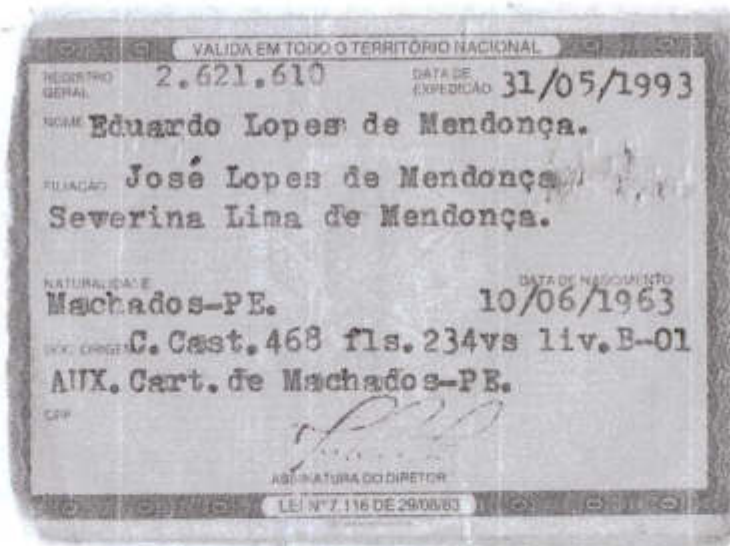 VALIDA EM TODO O TERRITÓRIO NACIONAL
REGISTRO GERAL 2.621.610 DATA DE EXPEDIÇÃO 31/05/1993
NOME Eduardo Lopes de Mendonça.
FILIAÇÃO José Lopes de Mendonça
Severina Lima de Mendonça.
NATURALIDADE DATA DE NASCIMENTO
Machados-PE. 10/06/1963
DOC. ORIGEM C. Cast. 468 fls. 234vs liv. B-01
AUX. Cart. de Machados-PE.
CPF
ASSINATURA DO DIRETOR
LEI Nº 7.116 DE 29/08/83